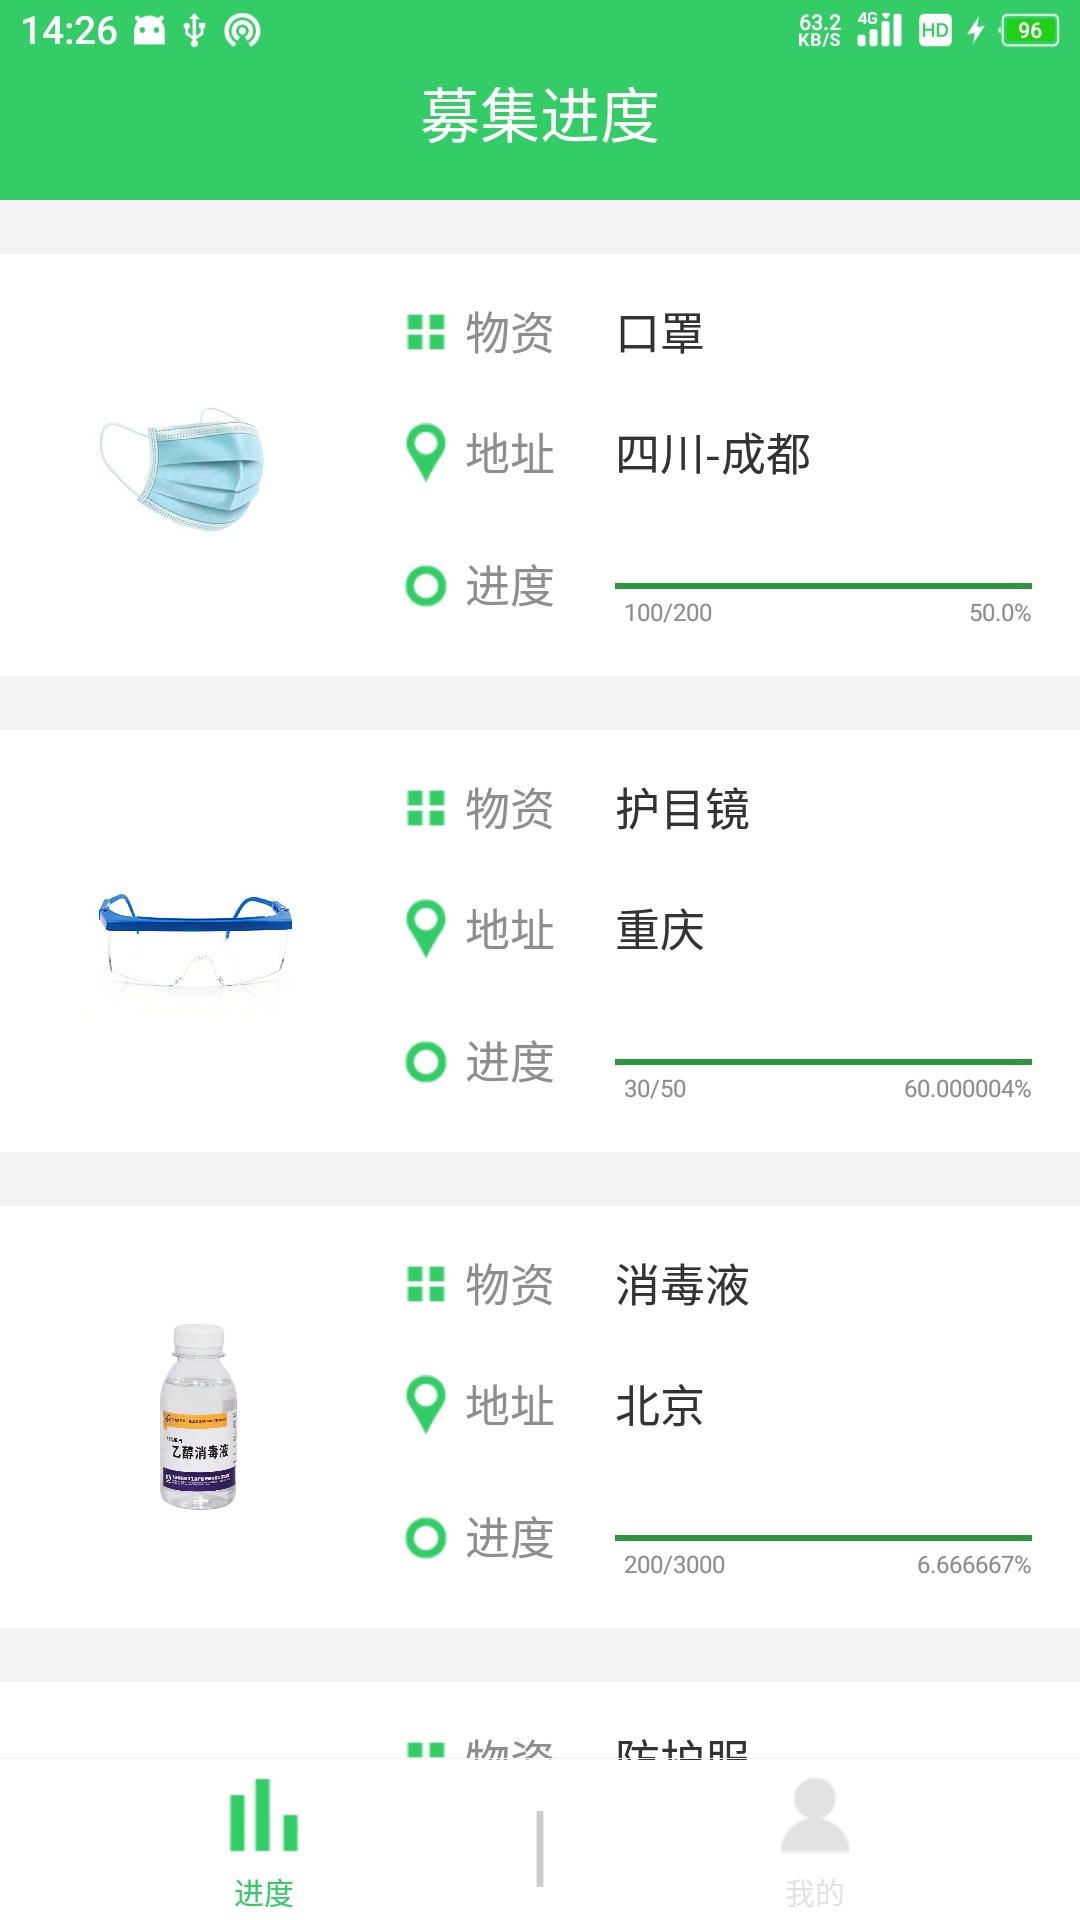 14:26 63.2 KB/S 4G HD 96
募集进度
物资 口罩
地址 四川-成都
进度
100/200 50.0%
物资 护目镜
地址 重庆
进度
30/50 60.000004%
物资 消毒液
地址 北京
乙醇消毒液
进度
200/3000 6.666667%
物资 防护服
进度 我的